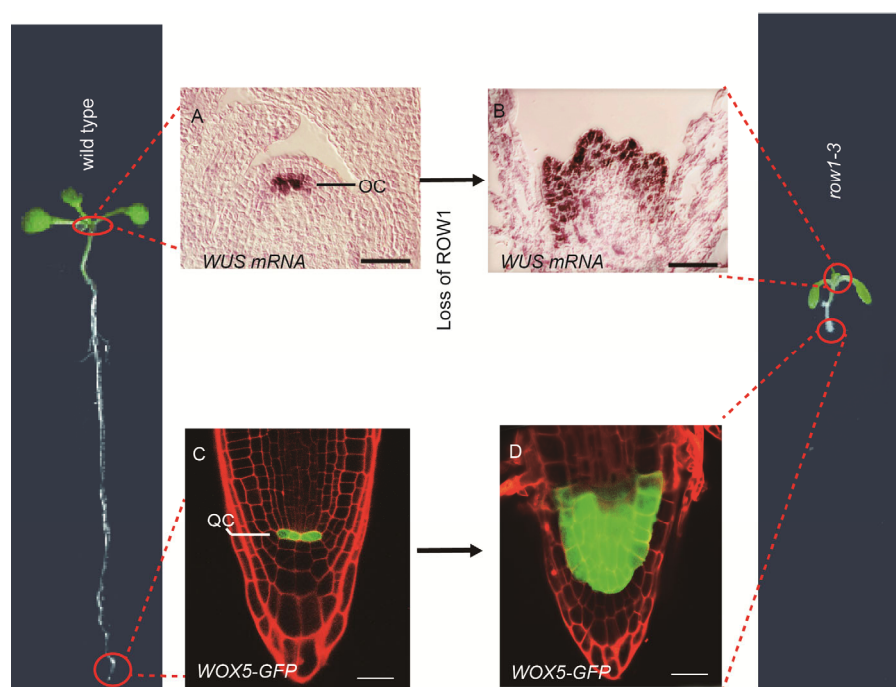 wild type
A
OC
WUS mRNA
Loss of ROW1
B
WUS mRNA
row1-3
C
QC
WOX5-GFP
D
WOX5-GFP